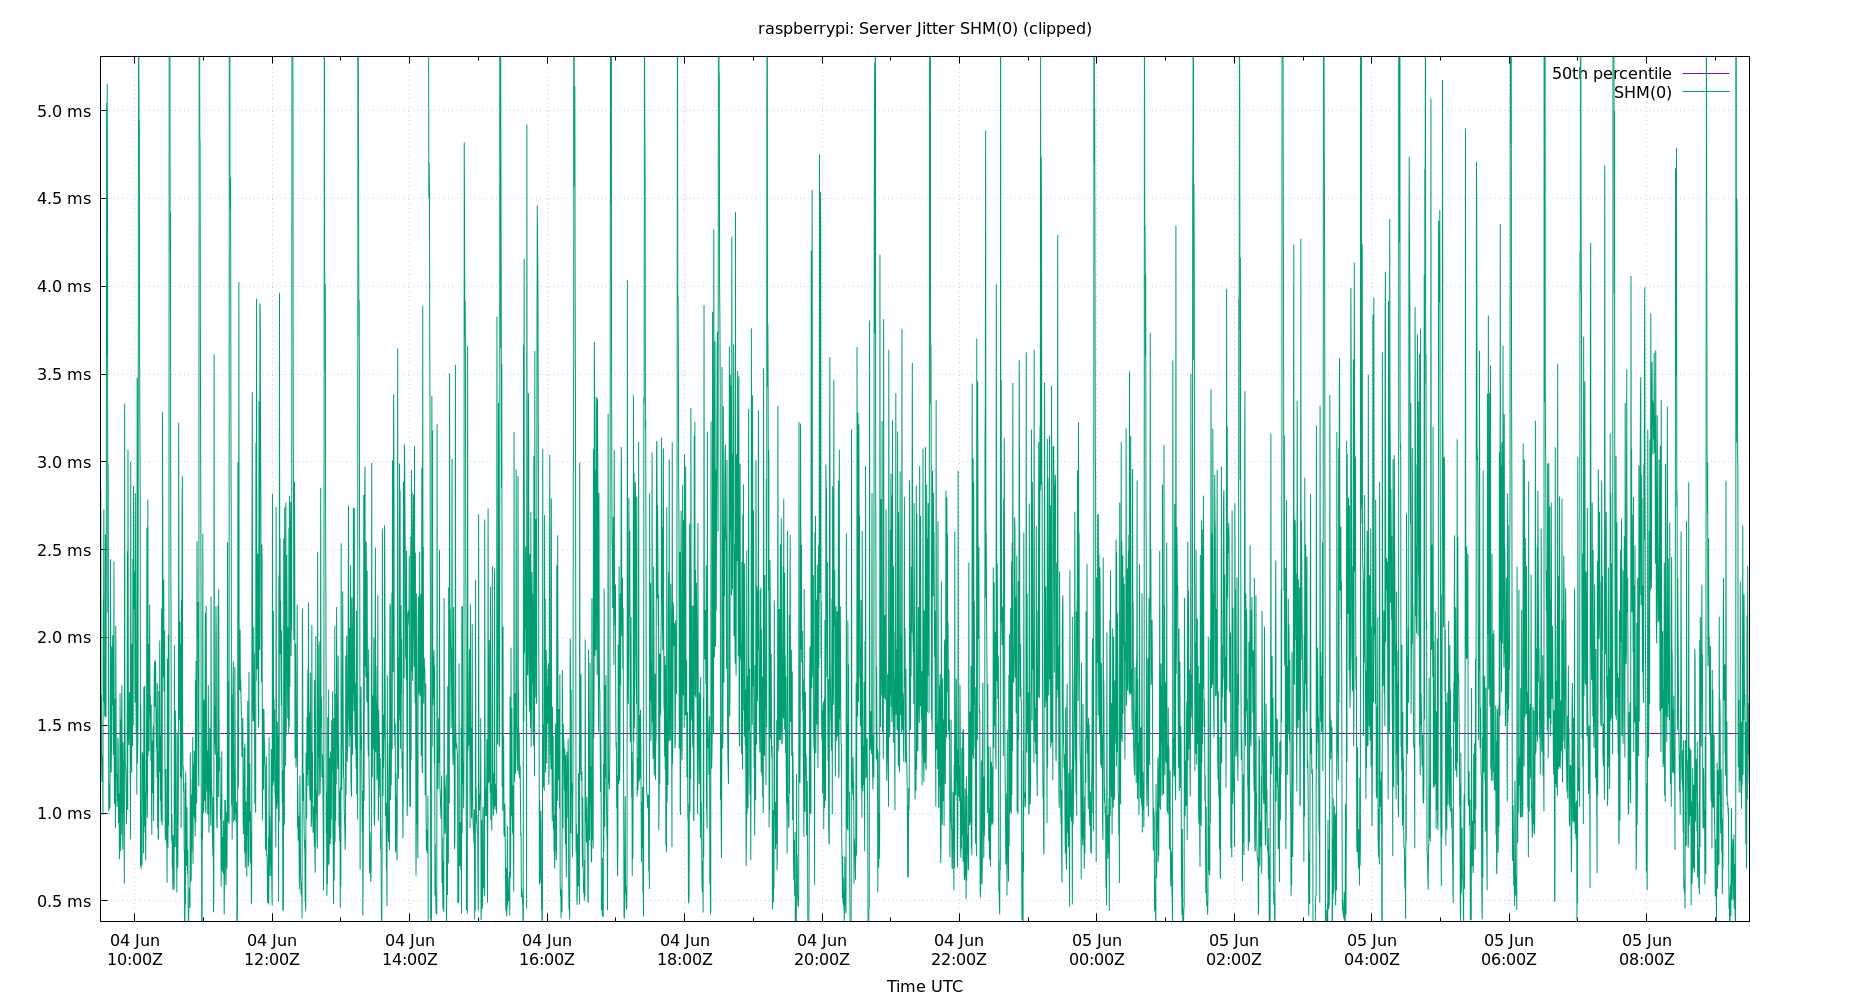 raspberrypi: Server Jitter SHM(0) (clipped)
50th percentile
SHM(0)
5.0 ms
4.5 ms
4.0 ms
3.5 ms
3.0 ms
2.5 ms
2.0 ms
1.5 ms
1.0 ms
0.5 ms
04 Jun 04 Jun 04 Jun 04 Jun 04 Jun 04 Jun 04 Jun 05 Jun 05 Jun 05 Jun 05 Jun 05 Jun
10:00Z 12:00Z 14:00Z 16:00Z 18:00Z 20:00Z 22:00Z 00:00Z 02:00Z 04:00Z 06:00Z 08:00Z
Time UTC